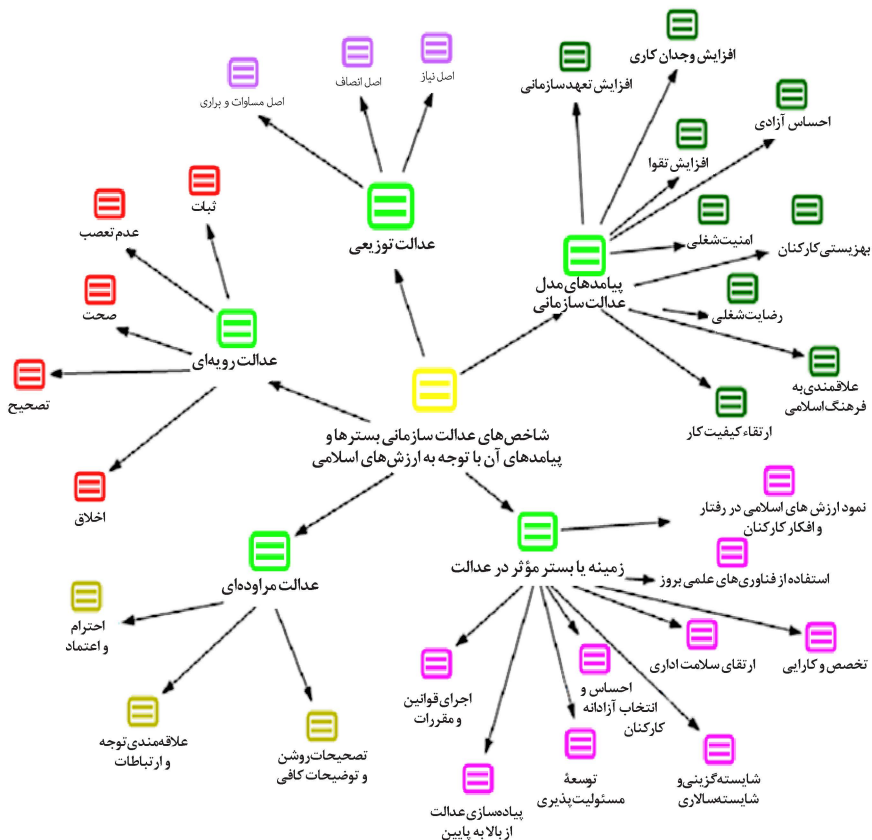 افزایش وجدان کاری
افزایش تعهدسازمانی
احساس آزادی
افزایش تقوا
امنیت‌شغلی
بهزیستی‌کارکنان
رضایت‌شغلی
علاقمندی‌به
فرهنگ‌اسلامی
ارتقاءکیفیت‌کار
پیامدهای‌مدل
عدالت‌سازمانی
اصل نیاز
اصل انصاف
اصل مساوات و براری
عدالت توزیعی
ثبات
عدم‌تعصب
صحت
تصحیح
اخلاق
عدالت‌رویه‌ای
شاخص‌های عدالت سازمانی بسترها و
پیامدهای آن با توجه به ارزش‌های اسلامی
نمود ارزش های اسلامی در رفتار
و افکار کارکنان
استفاده از فناوری‌های علمی بروز
تخصص و کارایی
ارتقای سلامت اداری
شایسته‌گزینی‌و
شایسته‌سالاری
احساس و
انتخاب آزادانه
کارکنان
توسعهٔ
مسئولیت‌پذیری
اجرای‌قوانین
و مقررات
پیاده‌سازی‌عدالت
از بالا به پایین
زمینه یا بستر مؤثر در عدالت
عدالت‌مراوده‌ای
احترام
و اعتماد
علاقه‌مندی‌توجه
و ارتباطات
تصحیحات‌روشن
و توضیحات کافی